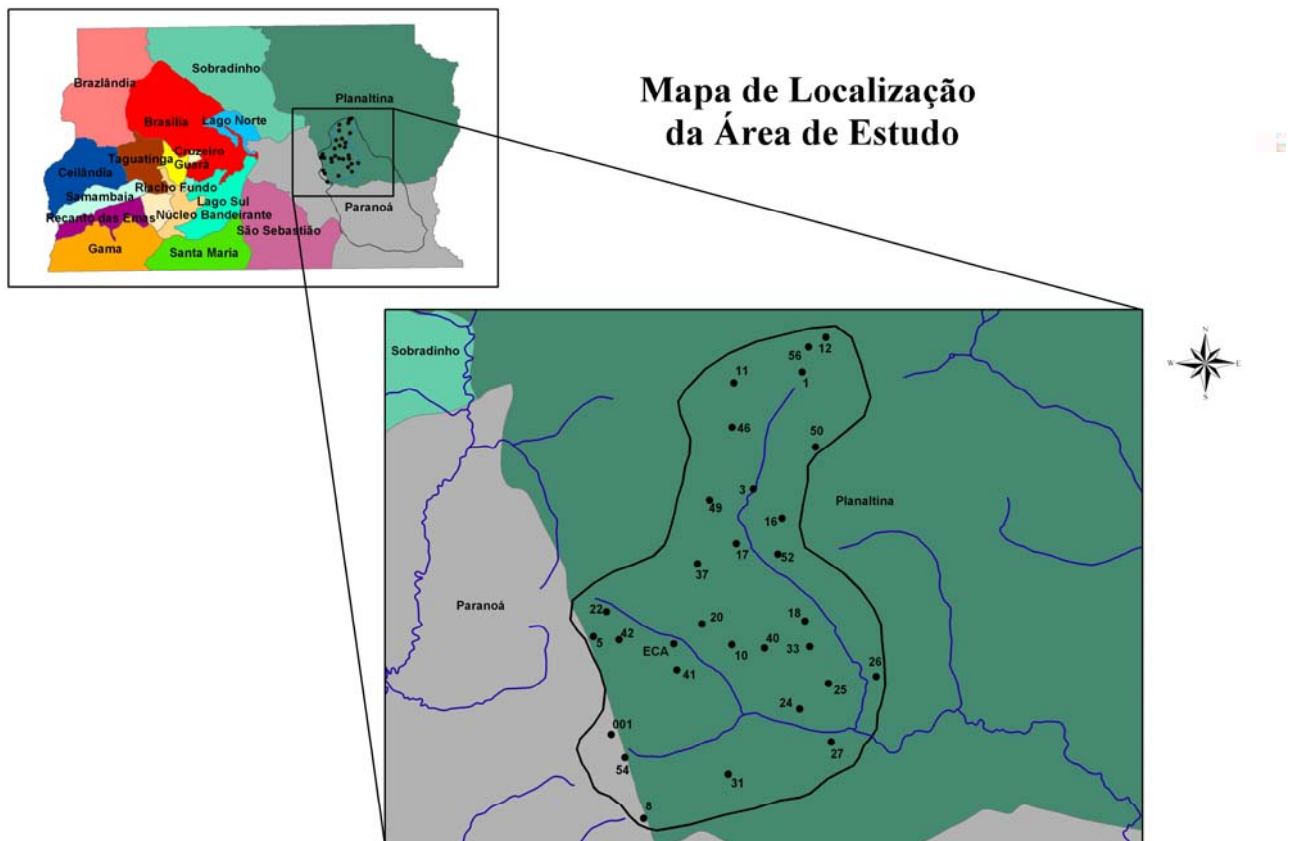 Mapa de Localização
da Área de Estudo
Brazlândia
Sobradinho
Planaltina
Brasília
Lago Norte
Taguatinga
Cruzeiro
Guará
Ceilândia
Riacho Fundo
Samambaia
Lago Sul
Paranoá
Recanto das Emas
Núcleo Bandeirante
São Sebastião
Gama
Santa Maria
N
W
E
S
Sobradinho
12
56
11
1
46
50
3
49
Planaltina
16
17
52
37
Paranoá
22
20
18
42
5
ECA
10
40
33
41
26
25
24
001
27
54
31
8